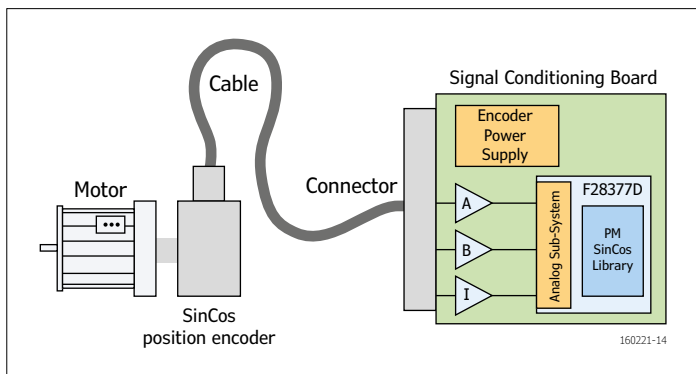 Signal Conditioning Board
Cable
Encoder
Power
Supply
Connector
Motor
F28377D
A
Analog Sub-System
PM
SinCos
Library
B
I
SinCos
position encoder
160221-14